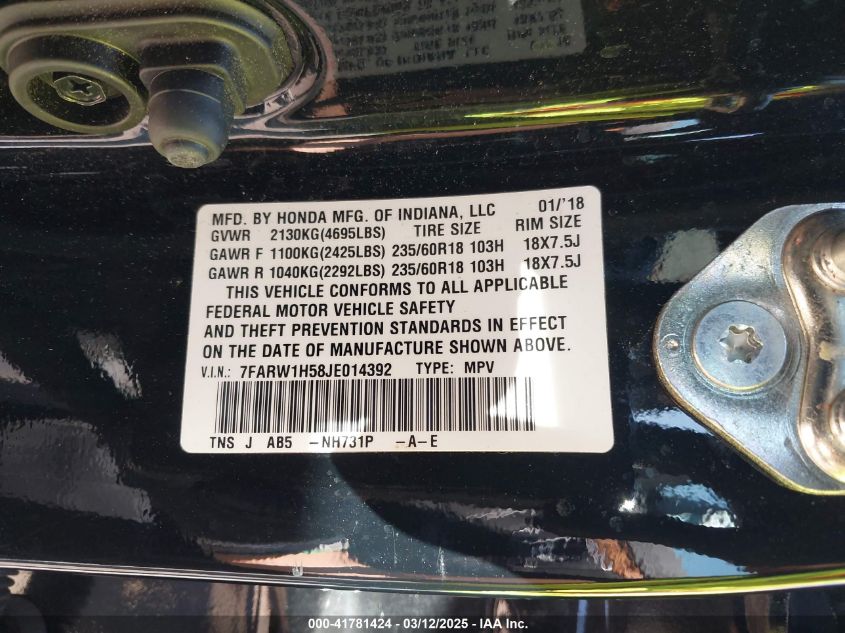 MFD. BY HONDA MFG. OF INDIANA, LLC 01/'18
GVWR 2130KG(4695LBS) TIRE SIZE RIM SIZE
GAWR F 1100KG(2425LBS) 235/60R18 103H 18X7.5J
GAWR R 1040KG(2292LBS) 235/60R18 103H 18X7.5J
THIS VEHICLE CONFORMS TO ALL APPLICABLE
FEDERAL MOTOR VEHICLE SAFETY
AND THEFT PREVENTION STANDARDS IN EFFECT
ON THE DATE OF MANUFACTURE SHOWN ABOVE.
V.I.N.: 7FARW1H58JE014392 TYPE: MPV
TNS J AB5 -NH731P -A-E
000-41781424 - 03/12/2025 - IAA Inc.